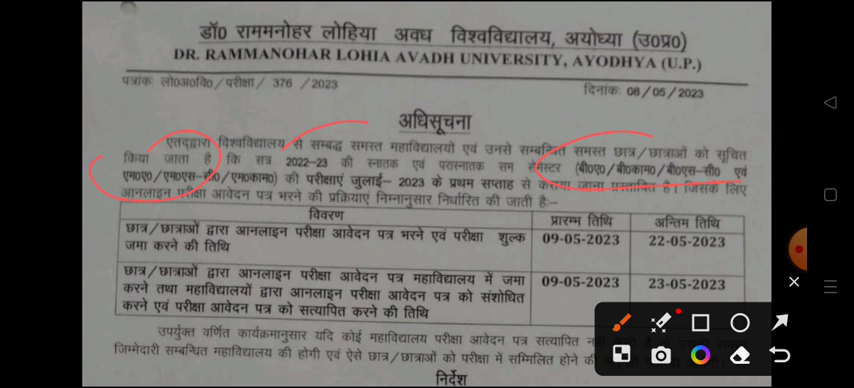 डॉ0 राममनोहर लोहिया अवध विश्वविद्यालय, अयोध्या (उ0प्र0)
DR. RAMMANOHAR LOHIA AVADH UNIVERSITY, AYODHYA (U.P.)
पत्रांक लो0अ0वि0/परीक्षा/ 376 /2023
दिनांक: 08/05/2023
अधिसूचना
एतद्द्वारा विश्वविद्यालय से सम्बद्ध समस्त महाविद्यालयों एवं उनसे सम्बन्धित समस्त छात्र/छात्राओं को सूचित
किया जाता है कि सत्र 2022-23 की स्नातक एवं परास्नातक सम सेमेस्टर (बी0ए0/बी0काम0/बी0एस-सी0 एवं
एम0ए0/एम0एस-सी0/एम0काम0) की परीक्षाएं जुलाई- 2023 के प्रथम सप्ताह से कराया जाना प्रस्तावित है। जिसके लिए
आनलाइन परीक्षा आवेदन पत्र भरने की प्रक्रियाएं निम्नानुसार निर्धारित की जाती है:-
विवरण प्रारम्भ तिथि अन्तिम तिथि
छात्र/छात्राओं द्वारा आनलाइन परीक्षा आवेदन पत्र भरने एवं परीक्षा शुल्क 09-05-2023 22-05-2023
जमा करने की तिथि
छात्र/छात्राओं द्वारा आनलाइन परीक्षा आवेदन पत्र महाविद्यालय में जमा 09-05-2023 23-05-2023
करने तथा महाविद्यालयों द्वारा आनलाइन परीक्षा आवेदन पत्र को संशोधित
करने एवं परीक्षा आवेदन पत्र को सत्यापित करने की तिथि
उपर्युक्त वर्णित कार्यक्रमानुसार यदि कोई महाविद्यालय परीक्षा आवेदन पत्र सत्यापित
जिम्मेदारी सम्बन्धित महाविद्यालय की होगी एवं ऐसे छात्र/छात्राओं को परीक्षा में सम्मिलित होने की
निर्देश